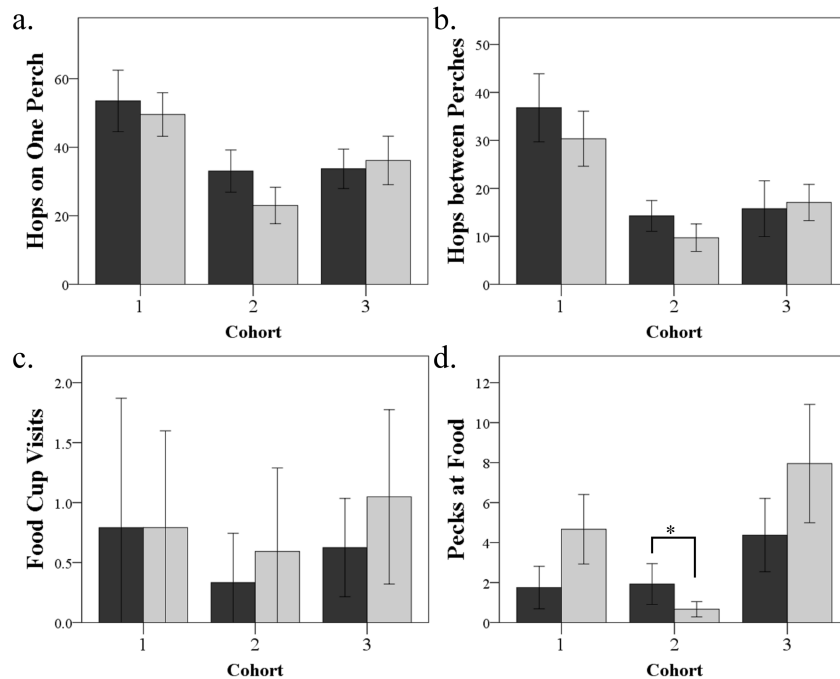 a.
Hops on One Perch
60
40
20
0
1 2 3
Cohort
b.
Hops between Perches
50
40
30
20
10
0
1 2 3
Cohort
c.
Food Cup Visits
2.0
1.5
1.0
0.5
0.0
1 2 3
Cohort
d.
Pecks at Food
12
10
8
6
4
2
0
*
1 2 3
Cohort